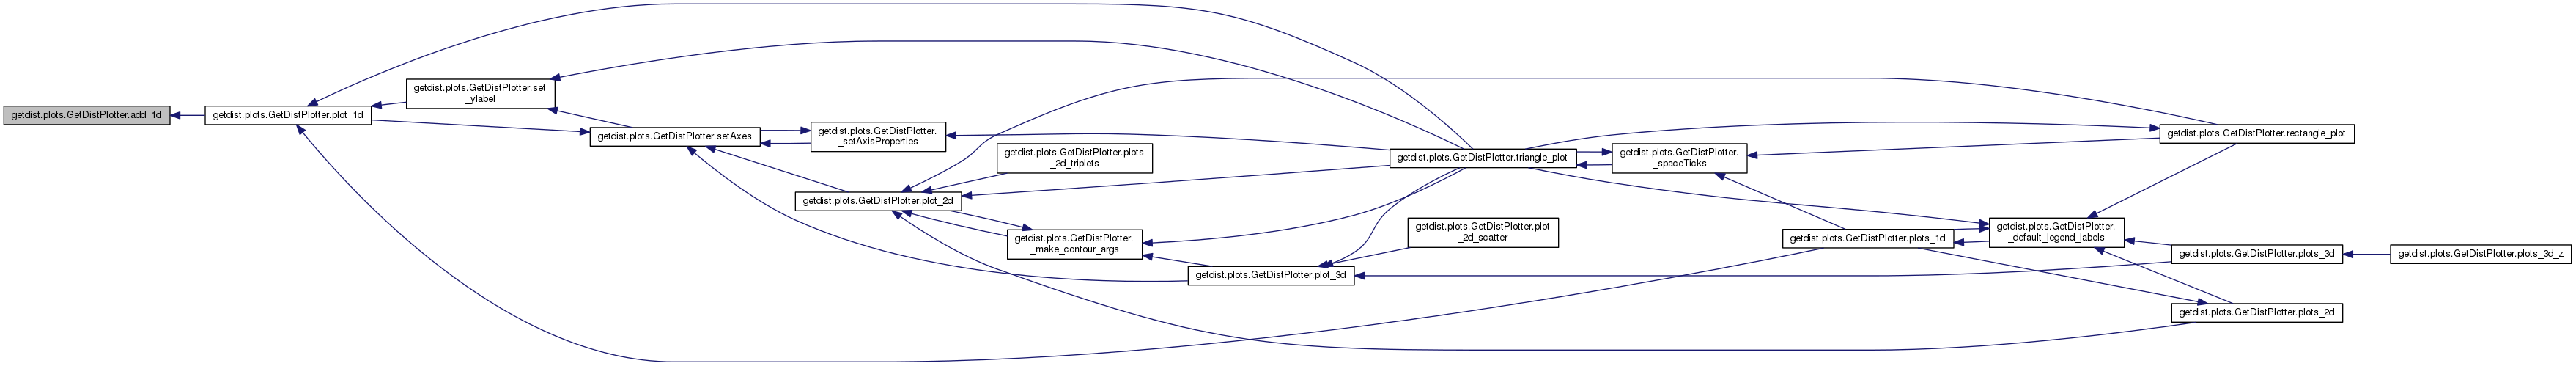 getdist.plots.GetDistPlotter.add_1d
getdist.plots.GetDistPlotter.plot_1d
getdist.plots.GetDistPlotter.set
_ylabel
getdist.plots.GetDistPlotter.setAxes
getdist.plots.GetDistPlotter.
_setAxisProperties
getdist.plots.GetDistPlotter.plot_2d
getdist.plots.GetDistPlotter.plots
_2d_triplets
getdist.plots.GetDistPlotter.
_make_contour_args
getdist.plots.GetDistPlotter.plot_3d
getdist.plots.GetDistPlotter.triangle_plot
getdist.plots.GetDistPlotter.plot
_2d_scatter
getdist.plots.GetDistPlotter.
_spaceTicks
getdist.plots.GetDistPlotter.plots_1d
getdist.plots.GetDistPlotter.
_default_legend_labels
getdist.plots.GetDistPlotter.rectangle_plot
getdist.plots.GetDistPlotter.plots_3d
getdist.plots.GetDistPlotter.plots_2d
getdist.plots.GetDistPlotter.plots_3d_z